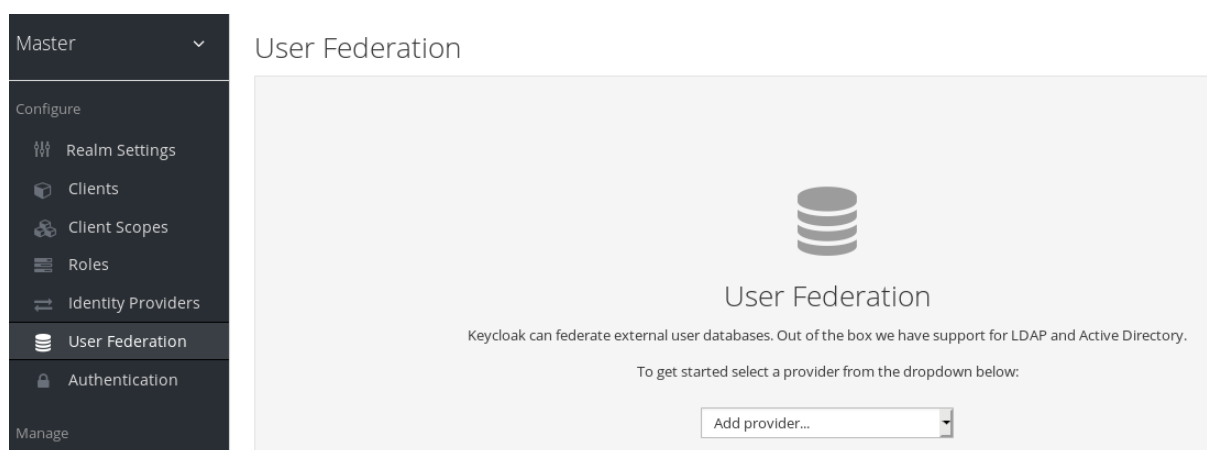 Master
Configure
Realm Settings
Clients
Client Scopes
Roles
Identity Providers
User Federation
Authentication
Manage
User Federation
User Federation
Keycloak can federate external user databases. Out of the box we have support for LDAP and Active Directory.
To get started select a provider from the dropdown below:
Add provider...